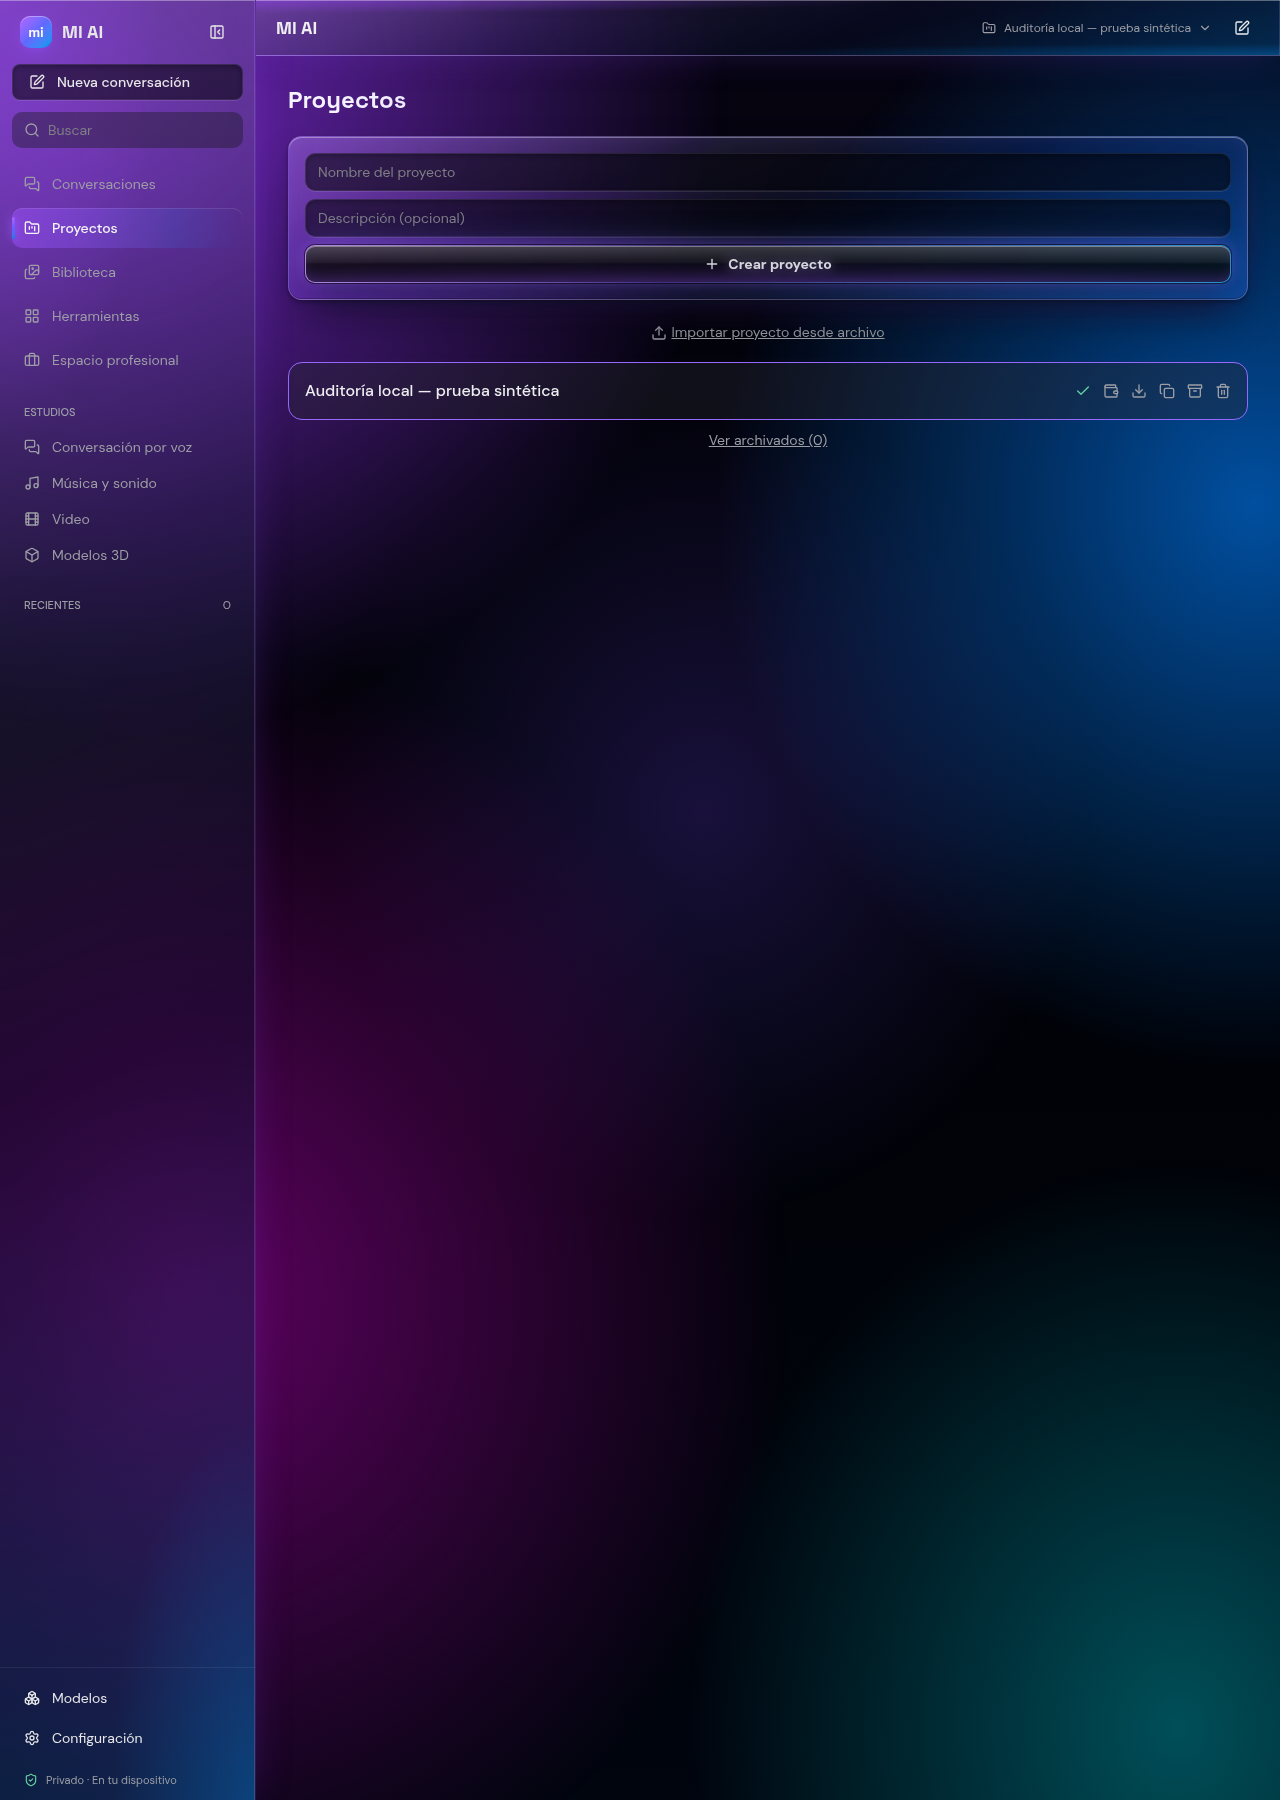 mi MI AI
Nueva conversación
Buscar
Conversaciones
Proyectos
Biblioteca
Herramientas
Espacio profesional
ESTUDIOS
Conversación por voz
Música y sonido
Video
Modelos 3D
RECIENTES 0
Modelos
Configuración
Privado · En tu dispositivo
MI AI
Auditoría local — prueba sintética
Proyectos
Nombre del proyecto
Descripción (opcional)
Crear proyecto
Importar proyecto desde archivo
Auditoría local — prueba sintética
Ver archivados (0)